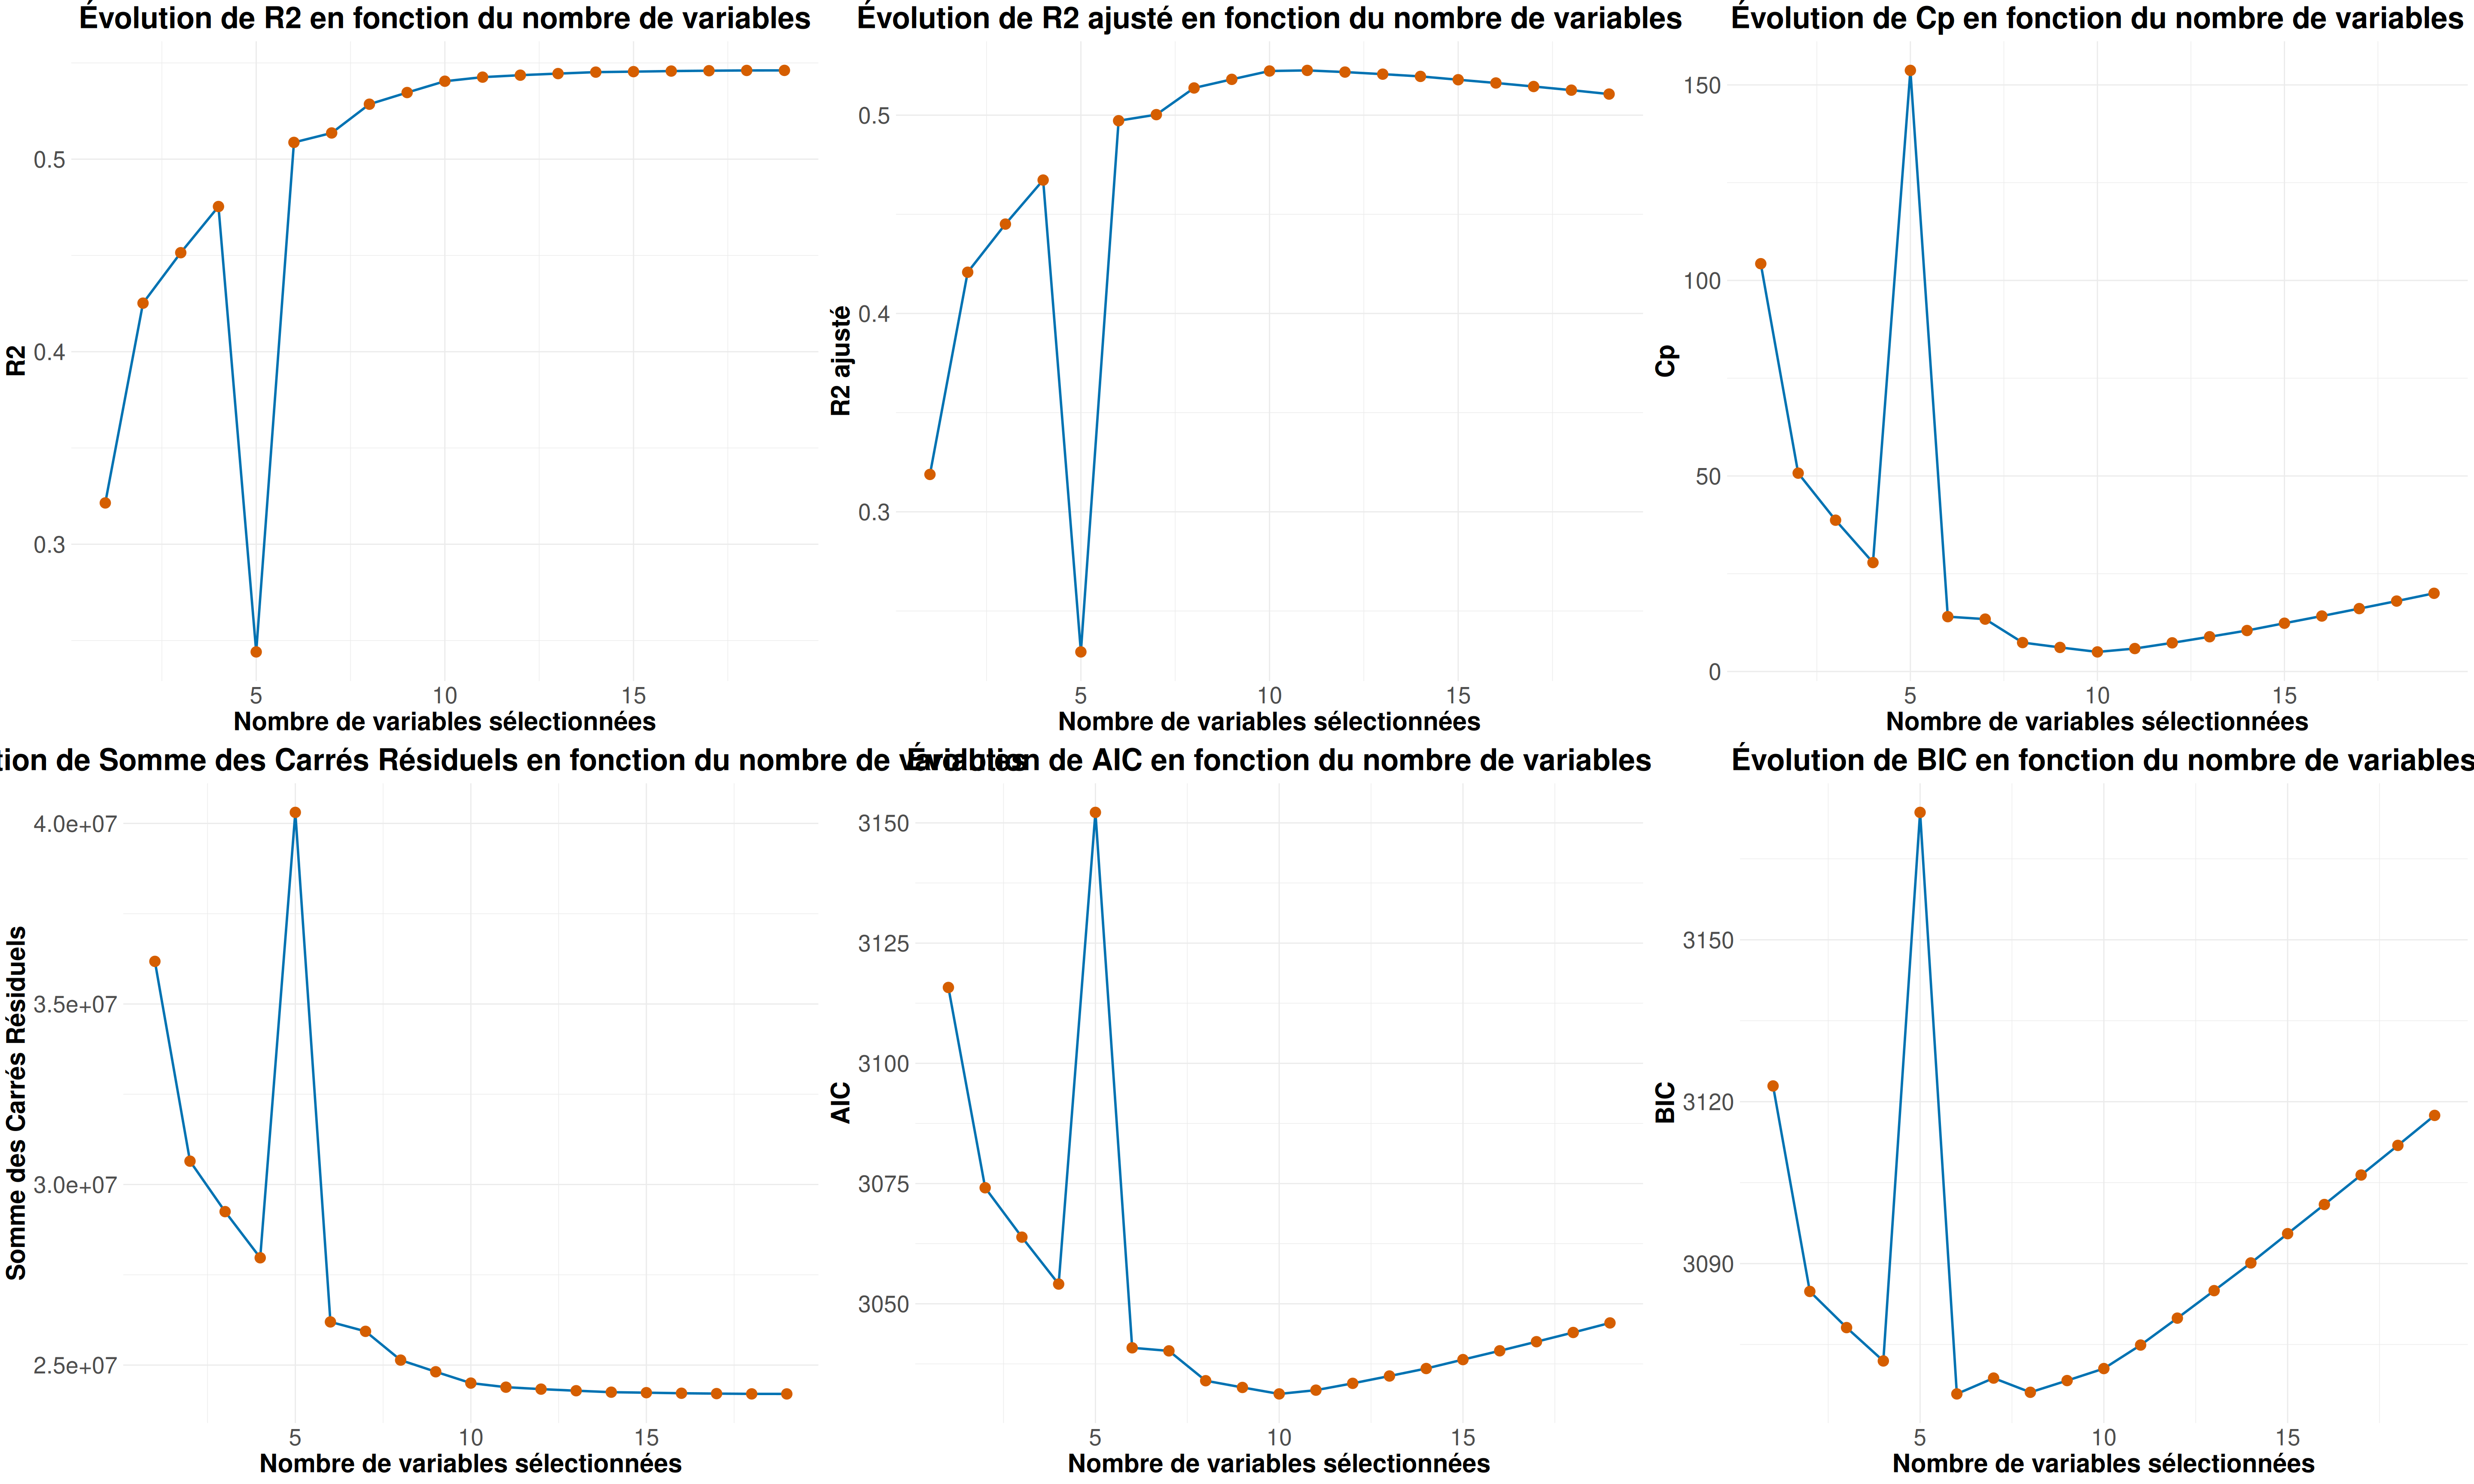 Évolution de R2 en fonction du nombre de variables
R2
0.5
0.4
0.3
5 10 15
Nombre de variables sélectionnées
Évolution de R2 ajusté en fonction du nombre de variables
R2 ajusté
0.5
0.4
0.3
5 10 15
Nombre de variables sélectionnées
Évolution de Cp en fonction du nombre de variables
Cp
150
100
50
0
5 10 15
Nombre de variables sélectionnées
tion de Somme des Carrés Résiduels en fonction du nombre de variables
Somme des Carrés Résiduels
4.0e+07
3.5e+07
3.0e+07
2.5e+07
5 10 15
Nombre de variables sélectionnées
Évolution de AIC en fonction du nombre de variables
AIC
3150
3125
3100
3075
3050
5 10 15
Nombre de variables sélectionnées
Évolution de BIC en fonction du nombre de variables
BIC
3150
3120
3090
5 10 15
Nombre de variables sélectionnées